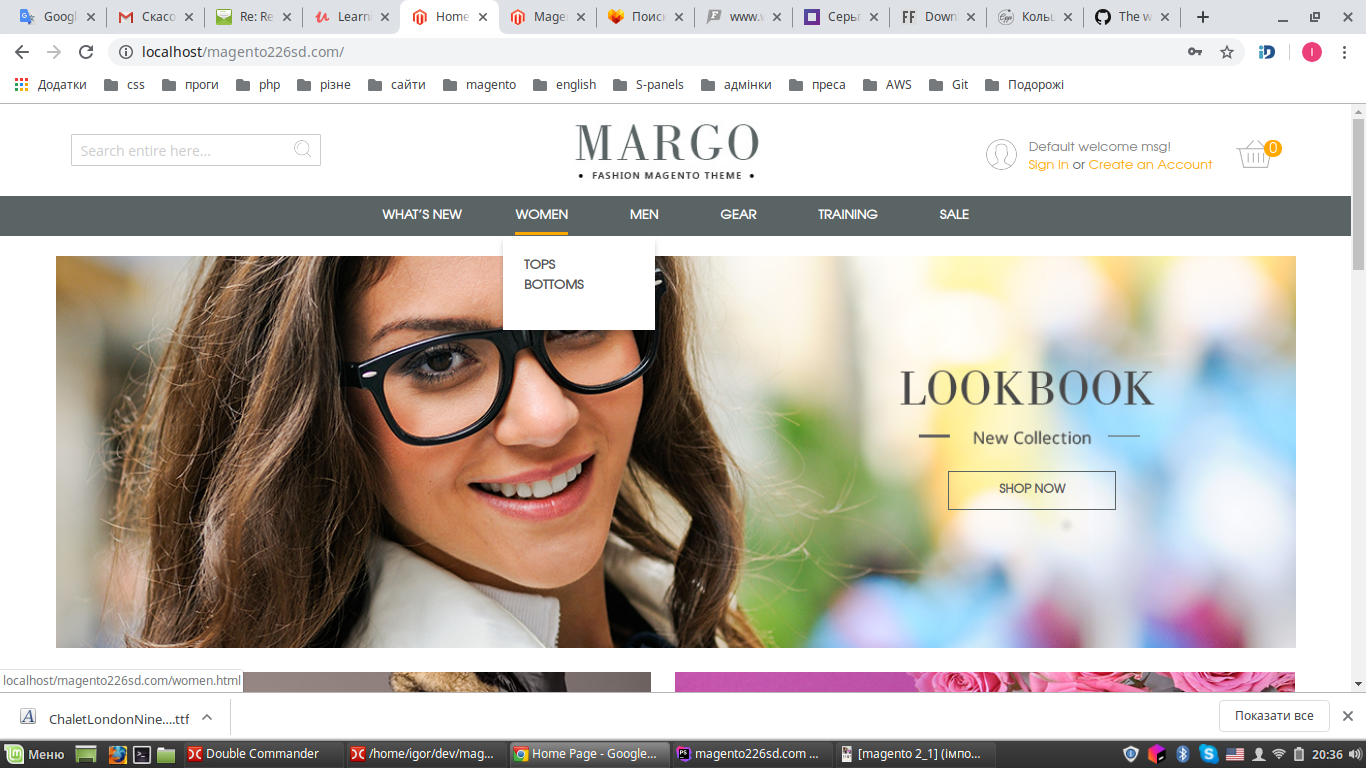 Googl
Скасо
Re: Re
Learni
Home
Mage
Поис
www.
Серьг
Downl
Кольц
The w
localhost/magento226sd.com/
Додатки
css
проги
php
різне
сайти
magento
english
S-panels
адмінки
преса
AWS
Git
Подорожі
Search entire here...
MARGO
• FASHION MAGENTO THEME •
Default welcome msg!
Sign In or Create an Account
0
WHAT'S NEW
WOMEN
MEN
GEAR
TRAINING
SALE
TOPS
BOTTOMS
LOOKBOOK
New Collection
SHOP NOW
localhost/magento226sd.com/women.html
ChaletLondonNine....ttf
Показати все
Меню
Double Commander
/home/igor/dev/mag...
Home Page - Google...
magento226sd.com ...
[magento 2_1] (імпо...
20:36